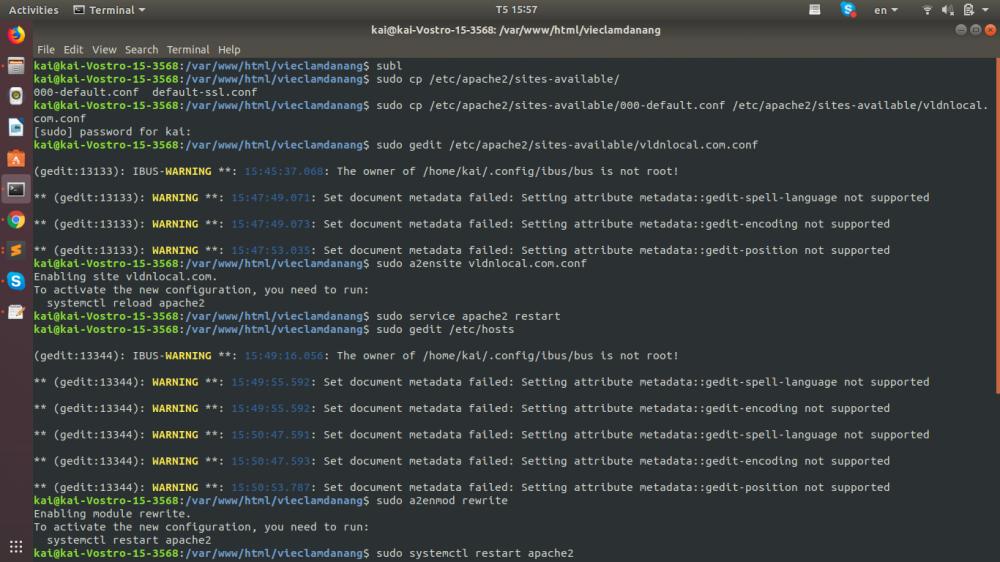 Activities Terminal T5 15:57 en
kai@kai-Vostro-15-3568: /var/www/html/vieclamdanang
File Edit View Search Terminal Help
kai@kai-Vostro-15-3568:/var/www/html/vieclamdanang$ subl
kai@kai-Vostro-15-3568:/var/www/html/vieclamdanang$ sudo cp /etc/apache2/sites-available/
000-default.conf  default-ssl.conf
kai@kai-Vostro-15-3568:/var/www/html/vieclamdanang$ sudo cp /etc/apache2/sites-available/000-default.conf /etc/apache2/sites-available/vldnlocal.
com.conf
[sudo] password for kai:
kai@kai-Vostro-15-3568:/var/www/html/vieclamdanang$ sudo gedit /etc/apache2/sites-available/vldnlocal.com.conf
(gedit:13133): IBUS-WARNING **: 15:45:37.068: The owner of /home/kai/.config/ibus/bus is not root!
** (gedit:13133): WARNING **: 15:47:49.071: Set document metadata failed: Setting attribute metadata::gedit-spell-language not supported
** (gedit:13133): WARNING **: 15:47:49.073: Set document metadata failed: Setting attribute metadata::gedit-encoding not supported
** (gedit:13133): WARNING **: 15:47:53.035: Set document metadata failed: Setting attribute metadata::gedit-position not supported
kai@kai-Vostro-15-3568:/var/www/html/vieclamdanang$ sudo a2ensite vldnlocal.com.conf
Enabling site vldnlocal.com.
To activate the new configuration, you need to run:
  systemctl reload apache2
kai@kai-Vostro-15-3568:/var/www/html/vieclamdanang$ sudo service apache2 restart
kai@kai-Vostro-15-3568:/var/www/html/vieclamdanang$ sudo gedit /etc/hosts
(gedit:13344): IBUS-WARNING **: 15:49:16.056: The owner of /home/kai/.config/ibus/bus is not root!
** (gedit:13344): WARNING **: 15:49:55.592: Set document metadata failed: Setting attribute metadata::gedit-spell-language not supported
** (gedit:13344): WARNING **: 15:49:55.592: Set document metadata failed: Setting attribute metadata::gedit-encoding not supported
** (gedit:13344): WARNING **: 15:50:47.591: Set document metadata failed: Setting attribute metadata::gedit-spell-language not supported
** (gedit:13344): WARNING **: 15:50:47.593: Set document metadata failed: Setting attribute metadata::gedit-encoding not supported
** (gedit:13344): WARNING **: 15:50:53.787: Set document metadata failed: Setting attribute metadata::gedit-position not supported
kai@kai-Vostro-15-3568:/var/www/html/vieclamdanang$ sudo a2enmod rewrite
Enabling module rewrite.
To activate the new configuration, you need to run:
  systemctl restart apache2
kai@kai-Vostro-15-3568:/var/www/html/vieclamdanang$ sudo systemctl restart apache2